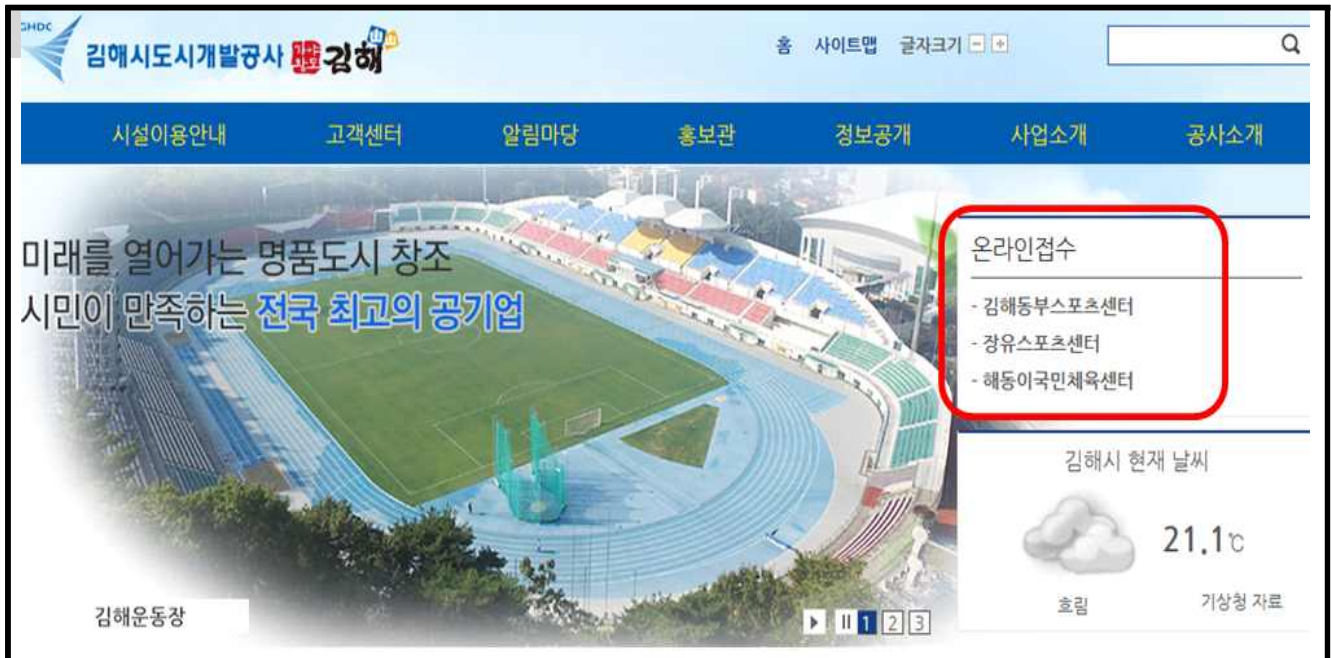 GHDC
김해시도시개발공사 가야왕도 김해
홈 사이트맵 글자크기 - +
시설이용안내 고객센터 알림마당 홍보관 정보공개 사업소개 공사소개
미래를 열어가는 명품도시 창조
시민이 만족하는 전국 최고의 공기업
온라인접수
- 김해동부스포츠센터
- 장유스포츠센터
- 해동이국민체육센터
김해시 현재 날씨
21.1℃
흐림 기상청 자료
김해운동장
1 2 3